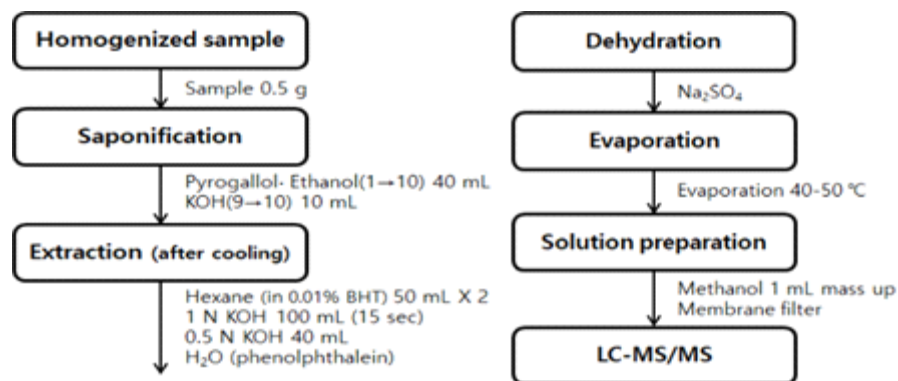 Homogenized sample
Sample 0.5 g
Saponification
Pyrogallol· Ethanol(1→10) 40 mL
KOH(9→10) 10 mL
Extraction (after cooling)
Hexane (in 0.01% BHT) 50 mL X 2
1 N KOH 100 mL (15 sec)
0.5 N KOH 40 mL
H₂O (phenolphthalein)
Dehydration
Na₂SO₄
Evaporation
Evaporation 40-50 ℃
Solution preparation
Methanol 1 mL mass up
Membrane filter
LC-MS/MS